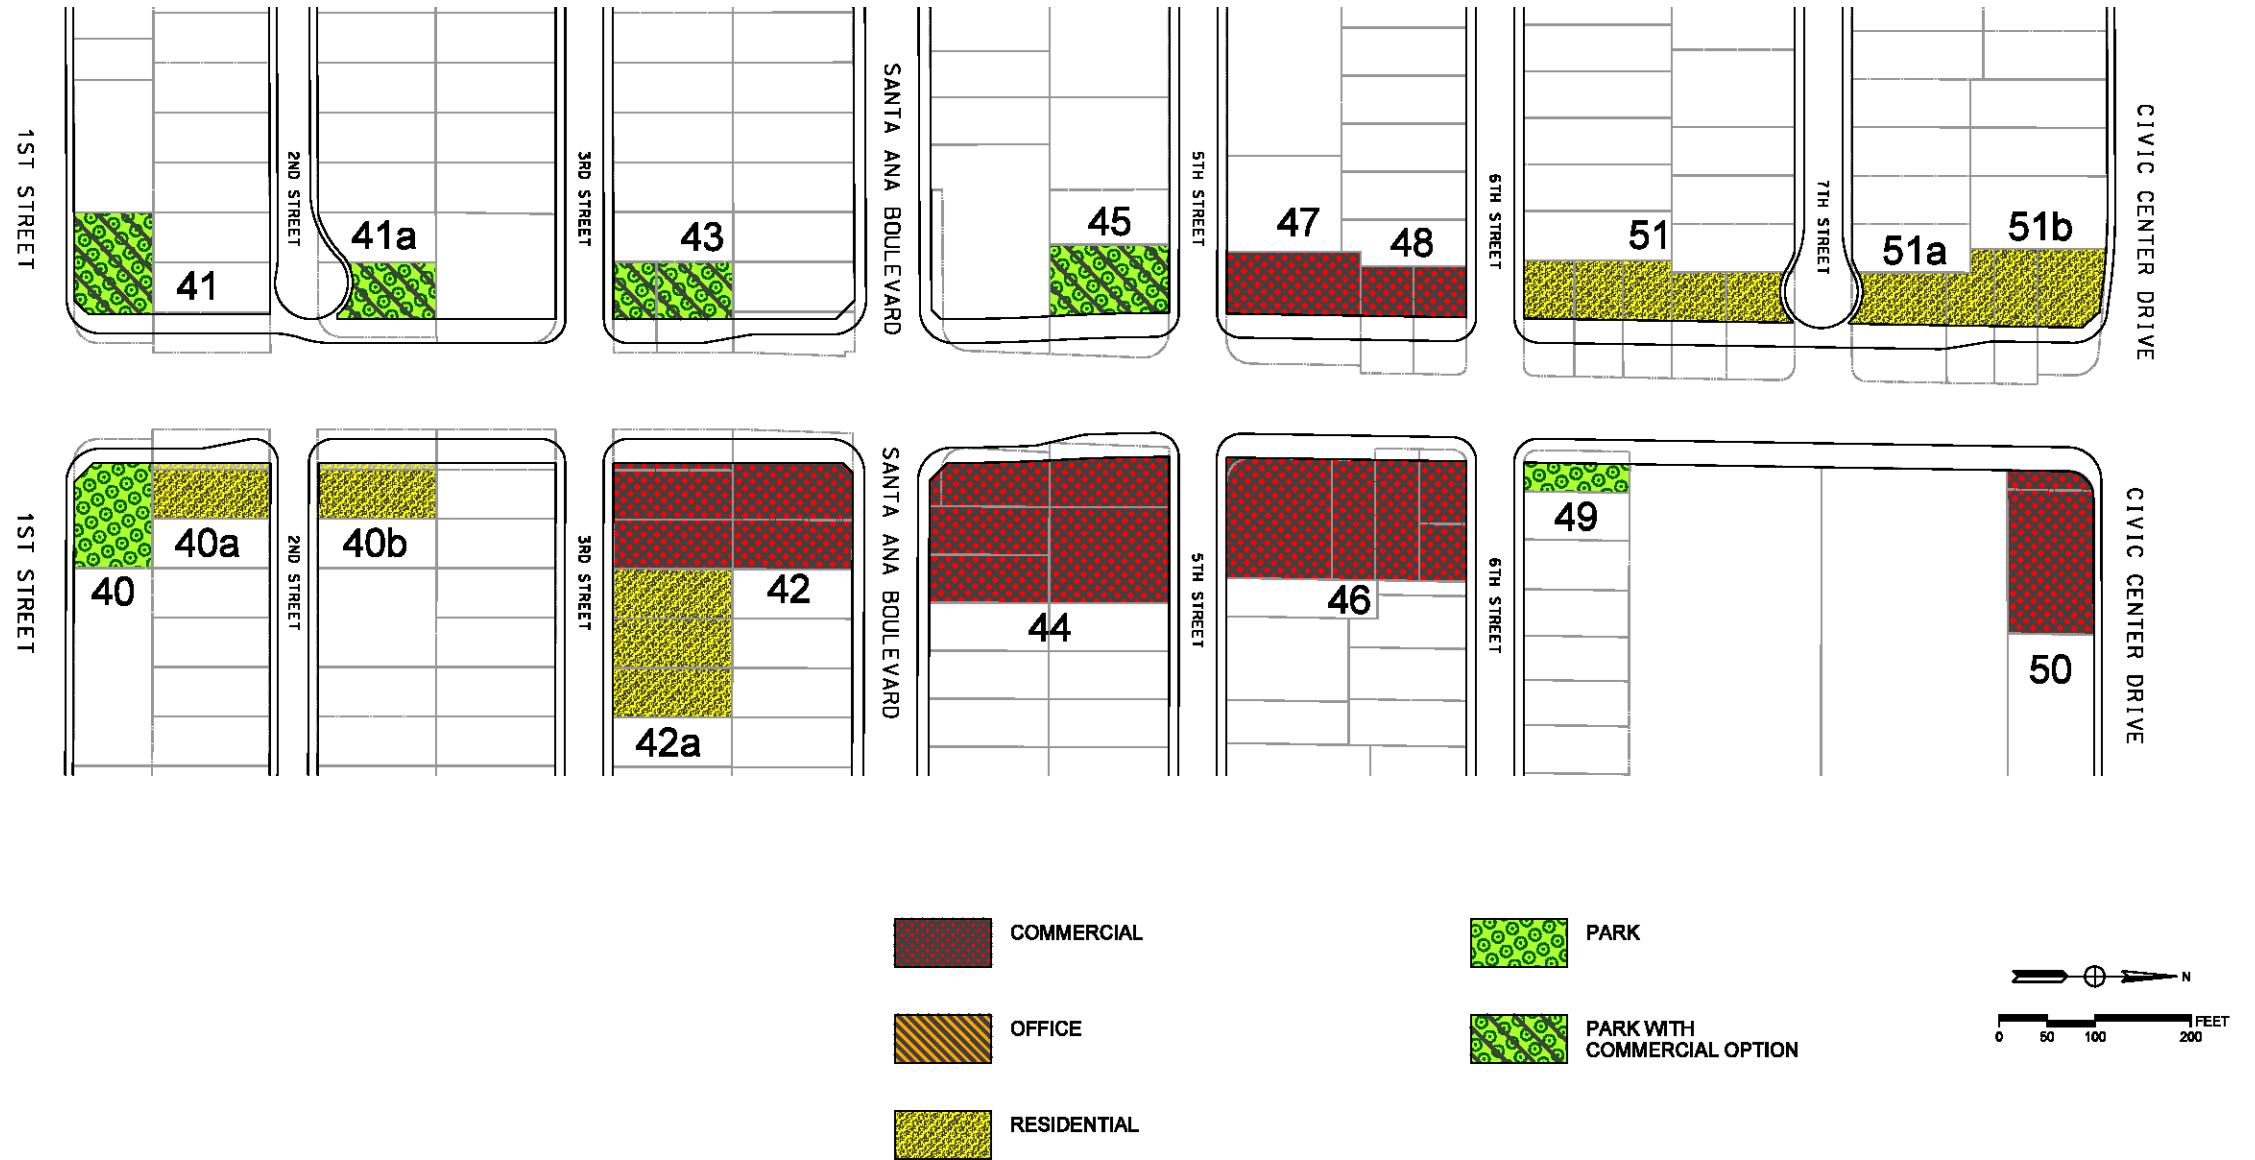 1ST STREET
2ND STREET
3RD STREET
SANTA ANA BOULEVARD
5TH STREET
6TH STREET
7TH STREET
CIVIC CENTER DRIVE
41
41a
43
45
47
48
51
51a
51b
1ST STREET
2ND STREET
3RD STREET
SANTA ANA BOULEVARD
5TH STREET
6TH STREET
CIVIC CENTER DRIVE
40
40a
40b
42
42a
44
46
49
50
COMMERCIAL
OFFICE
RESIDENTIAL
PARK
PARK WITH
COMMERCIAL OPTION
N
0 50 100 200 FEET